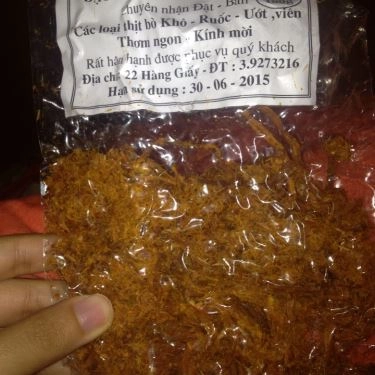 chuyên nhận Đặt - Bán
Các loại thịt bò Khô - Ruốc - Ướt ,viên
Thơm ngon - Kính mời
Rất hân hạnh được phục vụ quý khách
Địa chỉ 22 Hàng Giấy - ĐT : 3.9273216
Hạn sử dụng : 30 - 06 - 2015